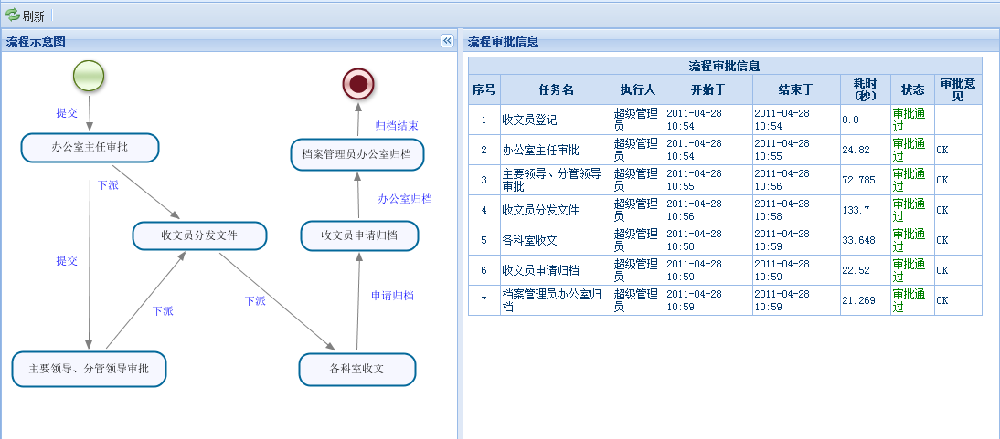 刷新
流程示意图
提交
办公室主任审批
下派
收文员分发文件
提交
下派
主要领导、分管领导审批
下派
各科室收文
申请归档
收文员申请归档
办公室归档
档案管理员办公室归档
归档结束
流程审批信息
流程审批信息
序号 任务名 执行人 开始于 结束于 耗时 状态 审批意
(秒) 见
1 收文员登记 超级管理 2011-04-28 2011-04-28 0.0 审批通
员 10:54 10:54 过
2 办公室主任审批 超级管理 2011-04-28 2011-04-28 24.82 审批通 OK
员 10:54 10:55 过
3 主要领导、分管领导 超级管理 2011-04-28 2011-04-28 72.785 审批通 OK
审批 员 10:55 10:56 过
4 收文员分发文件 超级管理 2011-04-28 2011-04-28 133.7 审批通 OK
员 10:56 10:58 过
5 各科室收文 超级管理 2011-04-28 2011-04-28 33.648 审批通 OK
员 10:58 10:59 过
6 收文员申请归档 超级管理 2011-04-28 2011-04-28 22.52 审批通 OK
员 10:59 10:59 过
7 档案管理员办公室归 超级管理 2011-04-28 2011-04-28 21.269 审批通 OK
档 员 10:59 10:59 过